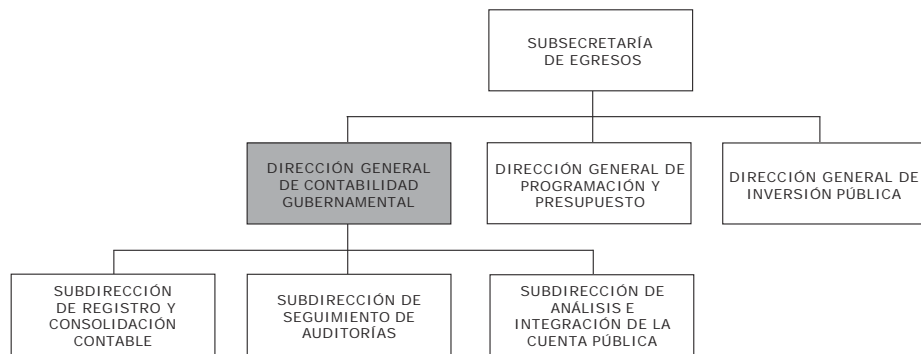 SUBSECRETARÍA
DE EGRESOS
DIRECCIÓN GENERAL
DE CONTABILIDAD
GUBERNAMENTAL
DIRECCIÓN GENERAL DE
PROGRAMACIÓN Y
PRESUPUESTO
DIRECCIÓN GENERAL DE
INVERSIÓN PÚBLICA
SUBDIRECCIÓN
DE REGISTRO Y
CONSOLIDACIÓN
CONTABLE
SUBDIRECCIÓN DE
SEGUIMIENTO DE
AUDITORÍAS
SUBDIRECCIÓN DE
ANÁLISIS E
INTEGRACIÓN DE LA
CUENTA PÚBLICA